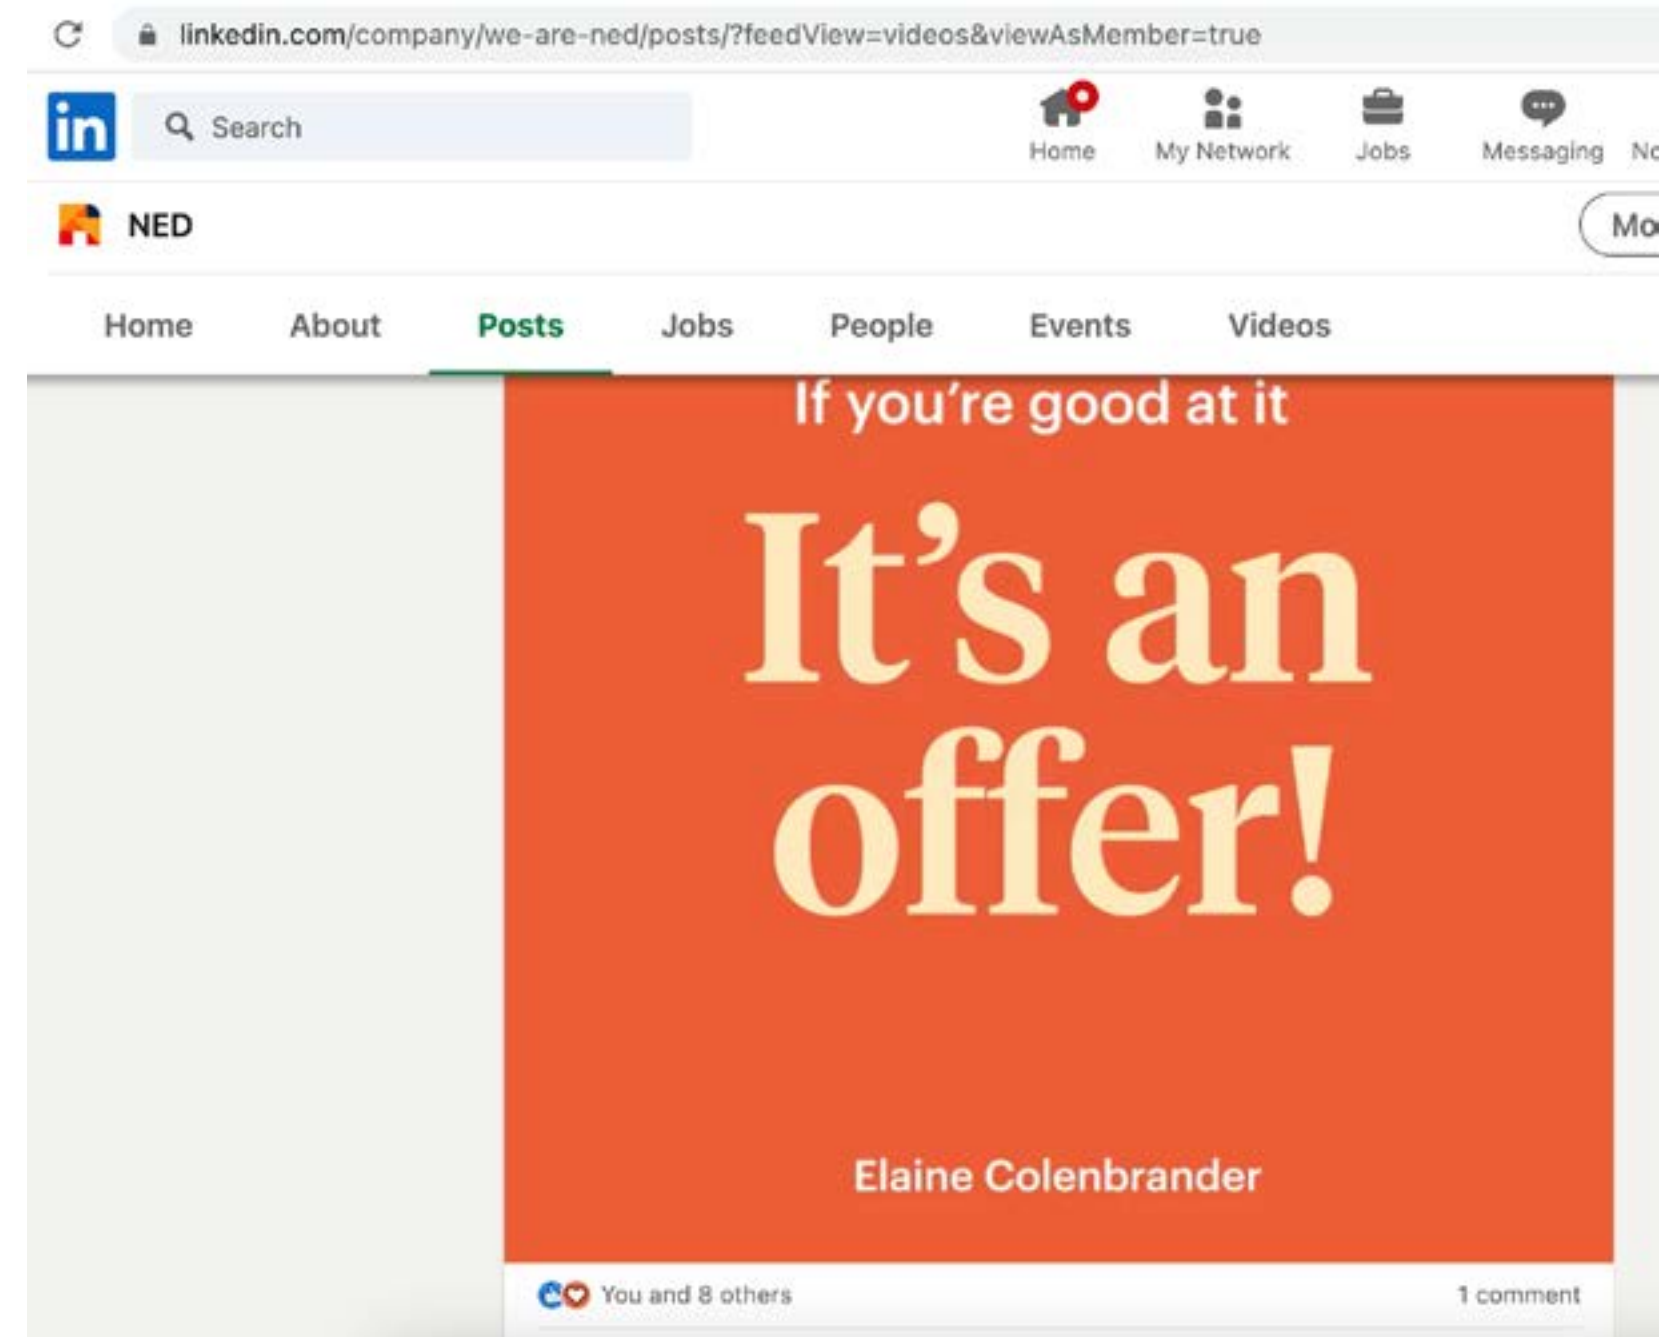 linkedin.com/company/we-are-ned/posts/?feedView=videos&viewAsMember=true
in Search
Home My Network Jobs Messaging
NED
Home About Posts Jobs People Events Videos
If you’re good at it
It’s an
offer!
Elaine Colenbrander
You and 8 others 1 comment